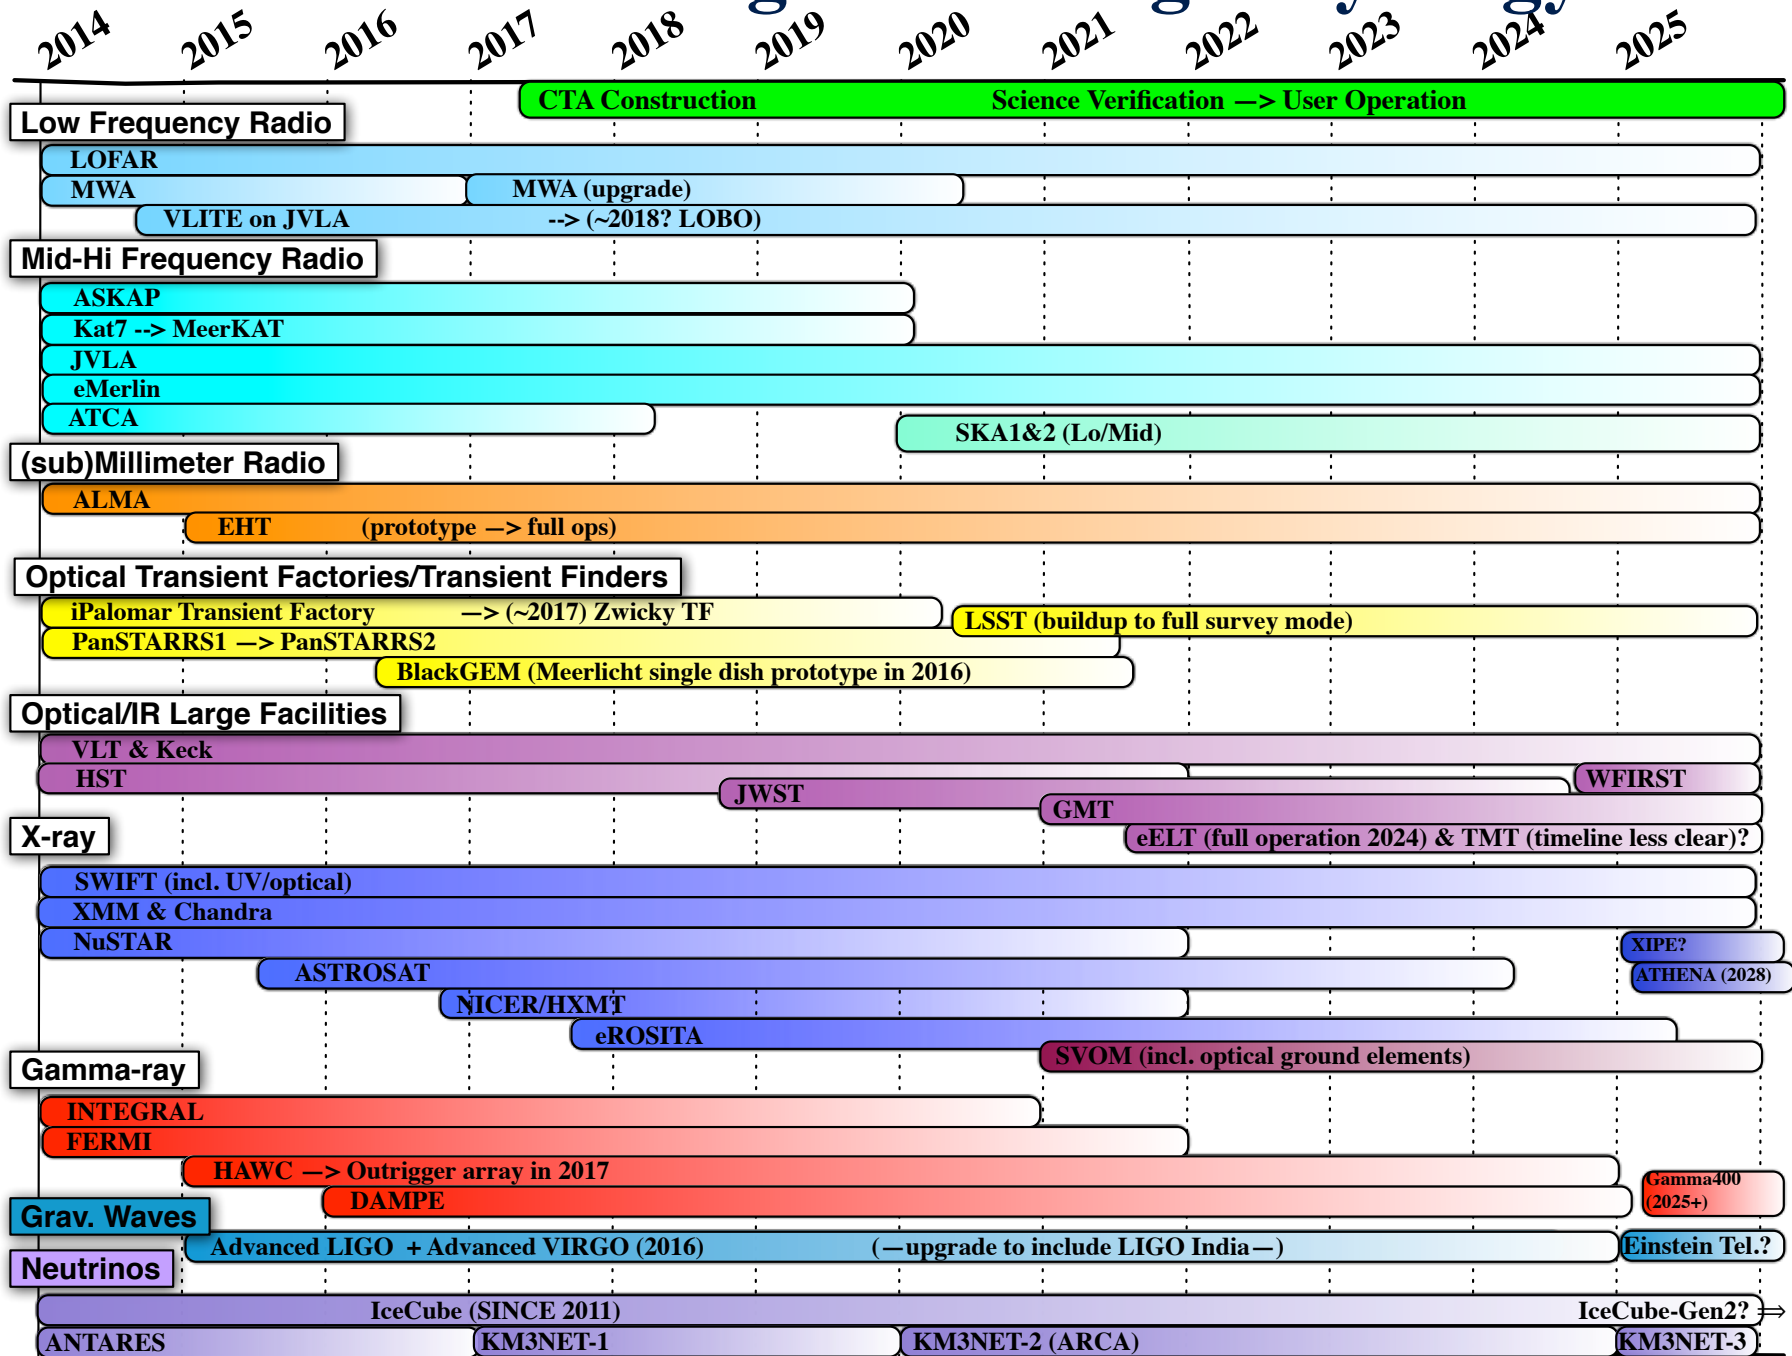 2014 2015 2016 2017 2018 2019 2020 2021 2022 2023 2024 2025
CTA Construction Science Verification —> User Operation
Low Frequency Radio
LOFAR
MWA MWA (upgrade)
VLITE on JVLA --> (~2018? LOBO)
Mid-Hi Frequency Radio
ASKAP
Kat7 --> MeerKAT
JVLA
eMerlin
ATCA
SKA1&2 (Lo/Mid)
(sub)Millimeter Radio
ALMA
EHT (prototype —> full ops)
Optical Transient Factories/Transient Finders
iPalomar Transient Factory —> (~2017) Zwicky TF
LSST (buildup to full survey mode)
PanSTARRS1 —> PanSTARRS2
BlackGEM (Meerlicht single dish prototype in 2016)
Optical/IR Large Facilities
VLT & Keck
HST WFIRST
JWST
GMT
eELT (full operation 2024) & TMT (timeline less clear)?
X-ray
SWIFT (incl. UV/optical)
XMM & Chandra
NuSTAR XIPE?
ASTROSAT ATHENA (2028)
NICER/HXMT
eROSITA
SVOM (incl. optical ground elements)
Gamma-ray
INTEGRAL
FERMI
HAWC —> Outrigger array in 2017
Gamma400
(2025+)
DAMPE
Grav. Waves
Advanced LIGO + Advanced VIRGO (2016) (—upgrade to include LIGO India—) Einstein Tel.?
Neutrinos
IceCube (SINCE 2011) IceCube-Gen2? ⇒
ANTARES KM3NET-1 KM3NET-2 (ARCA) KM3NET-3